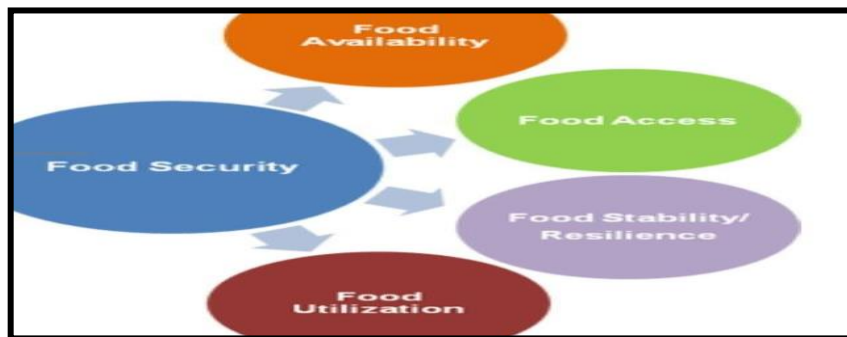 Food
Availability
Food Access
Food Security
Food Stability/
Resilience
Food
Utilization